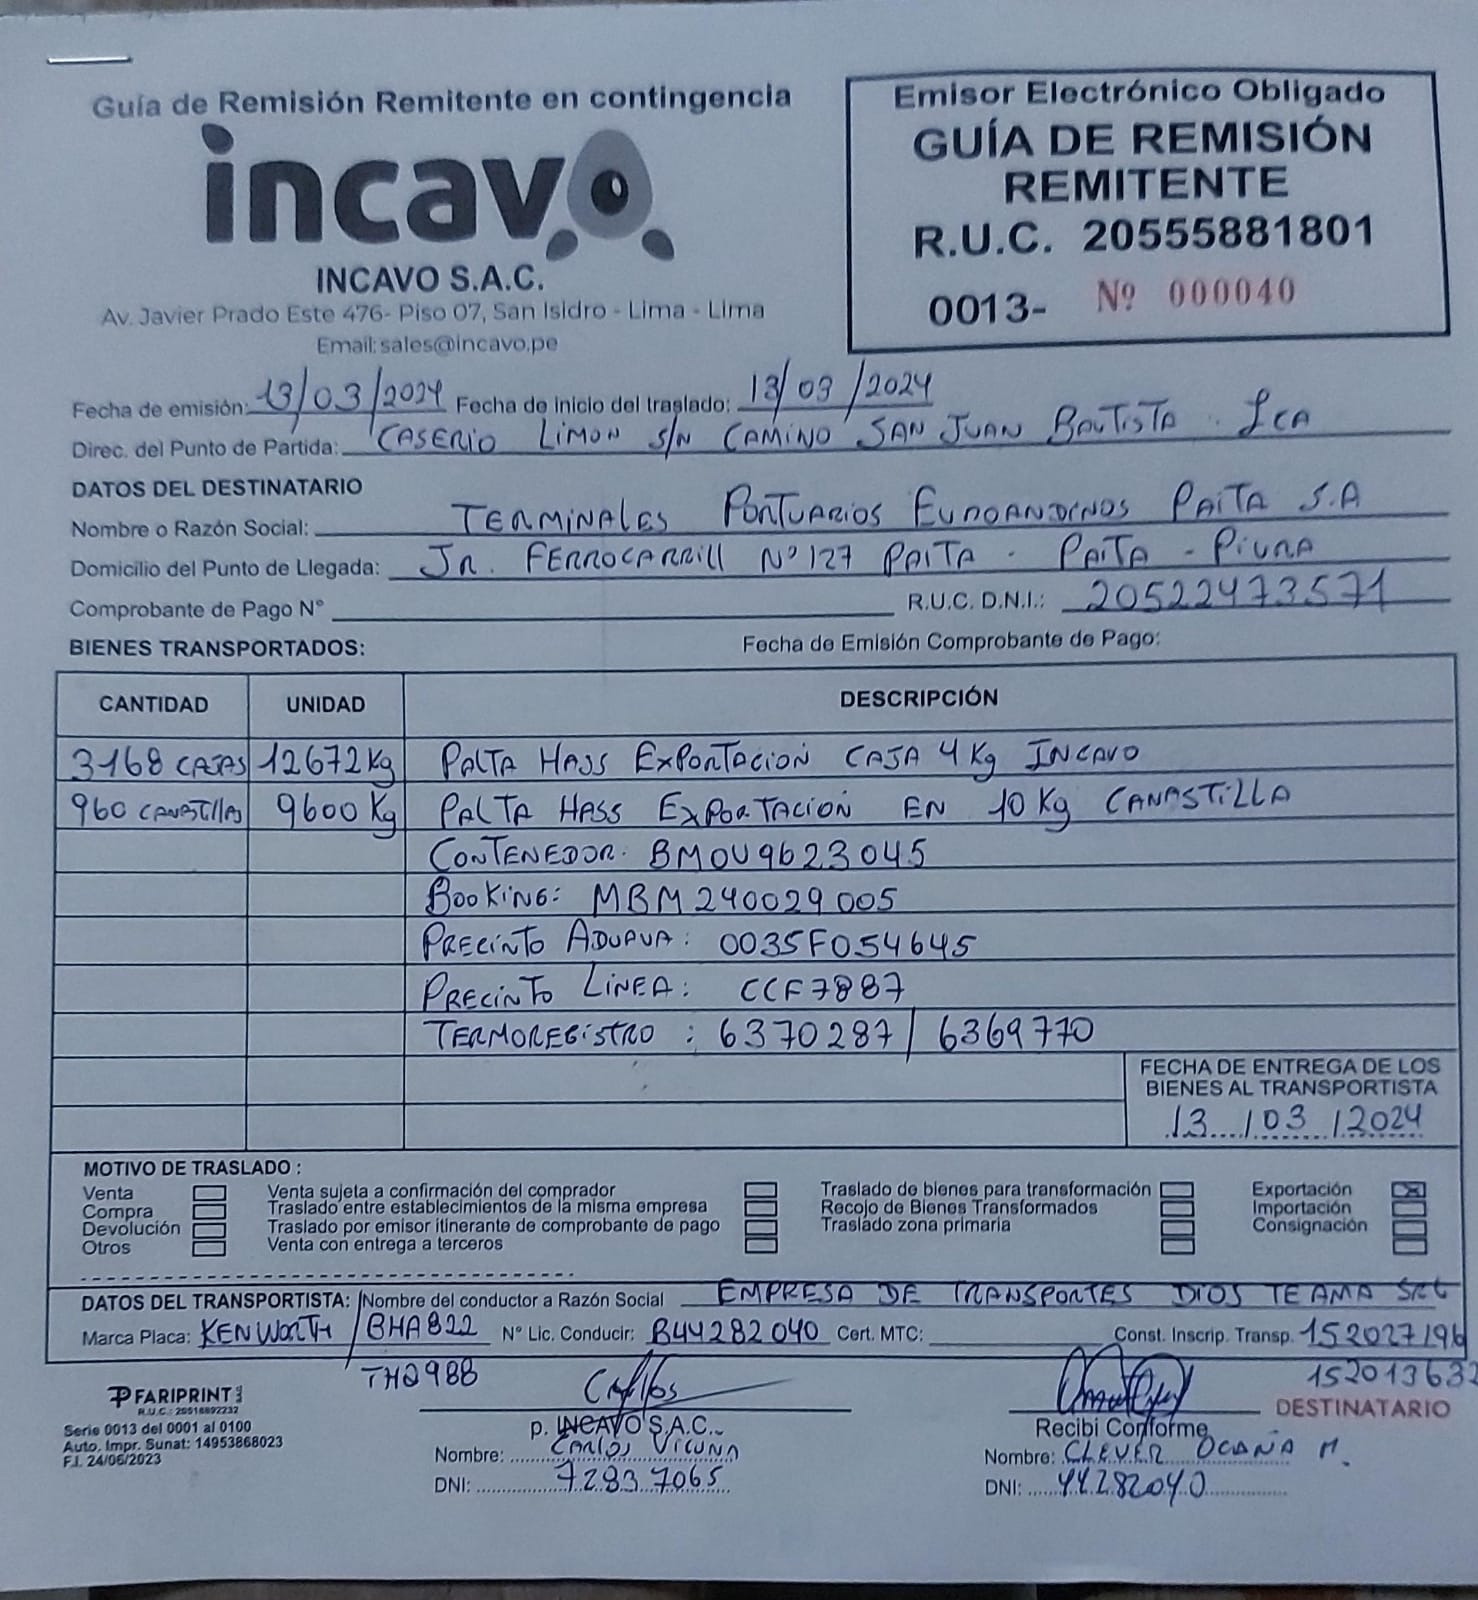 Guía de Remisión Remitente en contingencia
incavo
INCAVO S.A.C.
Av. Javier Prado Este 476- Piso 07, San Isidro - Lima - Lima
Email: sales@incavo.pe
Emisor Electrónico Obligado
GUÍA DE REMISIÓN
REMITENTE
R.U.C. 20555881801
0013- Nº 000040
Fecha de emisión: 13/03/2024 Fecha de inicio del traslado: 13/03/2024
Direc. del Punto de Partida: CASERIO LIMON S/N CAMINO SAN JUAN BAUTISTA - ICA
DATOS DEL DESTINATARIO
Nombre o Razón Social: TERMINALES PORTUARIOS EUROANDINOS PAITA S.A
Domicilio del Punto de Llegada: JR. FERROCARRILL Nº 127 PAITA - PAITA - PIURA
Comprobante de Pago N° R.U.C. D.N.I.: 20522473571
BIENES TRANSPORTADOS: Fecha de Emisión Comprobante de Pago:
CANTIDAD UNIDAD DESCRIPCIÓN
3168 CAJAS 12672 Kg PALTA HASS EXPORTACION CAJA 4 Kg INCAVO
960 CANASTILLAS 9600 Kg PALTA HASS EXPORTACION EN 10 Kg CANASTILLA
CONTENEDOR: BMOU9623045
BOOKING: MBM240029005
PRECINTO ADUANA: 0035F054645
PRECINTO LÍNEA: CCF7887
TERMOREGISTRO: 6370287 / 6369770
FECHA DE ENTREGA DE LOS
BIENES AL TRANSPORTISTA
13/03/2024
MOTIVO DE TRASLADO :
Venta Venta sujeta a confirmación del comprador Traslado de bienes para transformación Exportación X
Compra Traslado entre establecimientos de la misma empresa Recojo de Bienes Transformados Importación
Devolución Traslado por emisor itinerante de comprobante de pago Traslado zona primaria Consignación
Otros Venta con entrega a terceros
DATOS DEL TRANSPORTISTA: Nombre del conductor a Razón Social EMPRESA DE TRANSPORTES DIOS TE AMA SRL
Marca Placa: KENWORTH / BHA822 N° Lic. Conducir: B44282040 Cert. MTC: Const. Inscrip. Transp. 152027196
THQ988 152013632
FARIPRINT
R.U.C.: 20516892232
Serie 0013 del 0001 al 0100
Auto. Impr. Sunat: 14953868023
F.I. 24/06/2023
p. INCAVO S.A.C.
Nombre: CARLOS VICUÑA
DNI: 72837065
DESTINATARIO
Recibi Conforme
Nombre: CLEVER OCAÑA M.
DNI: 44282040